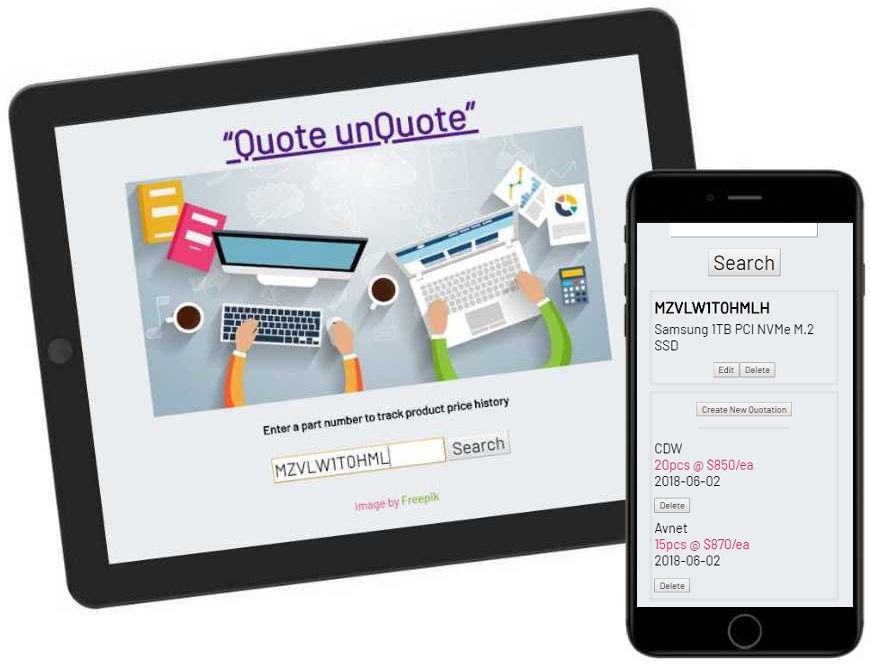 “Quote unQuote”
Enter a part number to track product price history
MZVLW1T0HML
Search
Image by Freepik
Search
MZVLW1T0HMLH
Samsung 1TB PCI NVMe M.2
SSD
Edit
Delete
Create New Quotation
CDW
20pcs @ $850/ea
2018-06-02
Delete
Avnet
15pcs @ $870/ea
2018-06-02
Delete